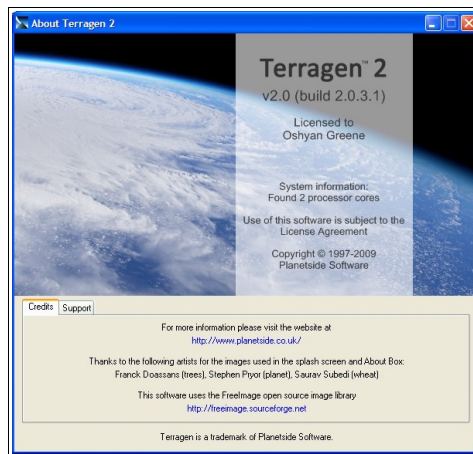 About Terragen 2
Terragen™ 2
v2.0 (build 2.0.3.1)
Licensed to
Oshyan Greene
System information:
Found 2 processor cores
Use of this software is subject to the
License Agreement
Copyright © 1997-2009
Planetside Software
Credits
Support
For more information please visit the website at
http://www.planetside.co.uk/
Thanks to the following artists for the images used in the splash screen and About Box:
Franck Doassans (trees), Stephen Pryor (planet), Saurav Subedi (wheat)
This software uses the FreeImage open source image library
http://freeimage.sourceforge.net
Terragen is a trademark of Planetside Software.